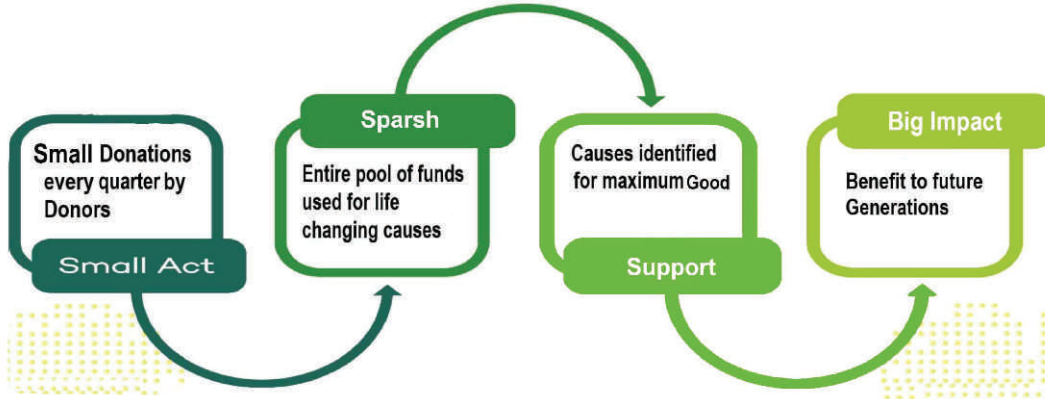 Small Donations
every quarter by
Donors
Small Act
Sparsh
Entire pool of funds
used for life
changing causes
Causes identified
for maximum Good
Support
Big Impact
Benefit to future
Generations